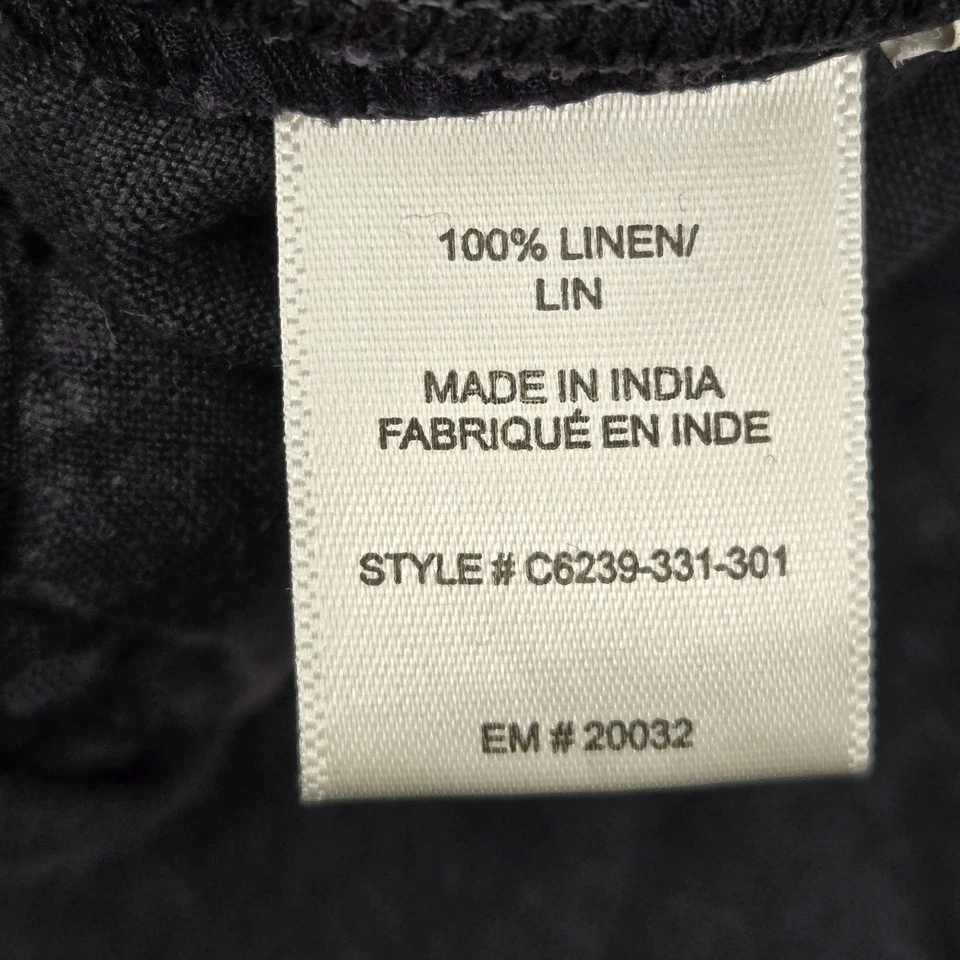 100% LINEN/
LIN
MADE IN INDIA
FABRIQUÉ EN INDE
STYLE # C6239-331-301
EM # 20032